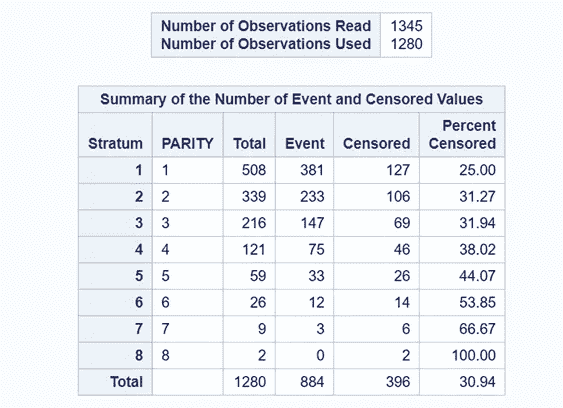 Number of Observations Read 1345
Number of Observations Used 1280
Summary of the Number of Event and Censored Values
Percent
Stratum PARITY Total Event Censored Censored
1 1 508 381 127 25.00
2 2 339 233 106 31.27
3 3 216 147 69 31.94
4 4 121 75 46 38.02
5 5 59 33 26 44.07
6 6 26 12 14 53.85
7 7 9 3 6 66.67
8 8 2 0 2 100.00
Total 1280 884 396 30.94